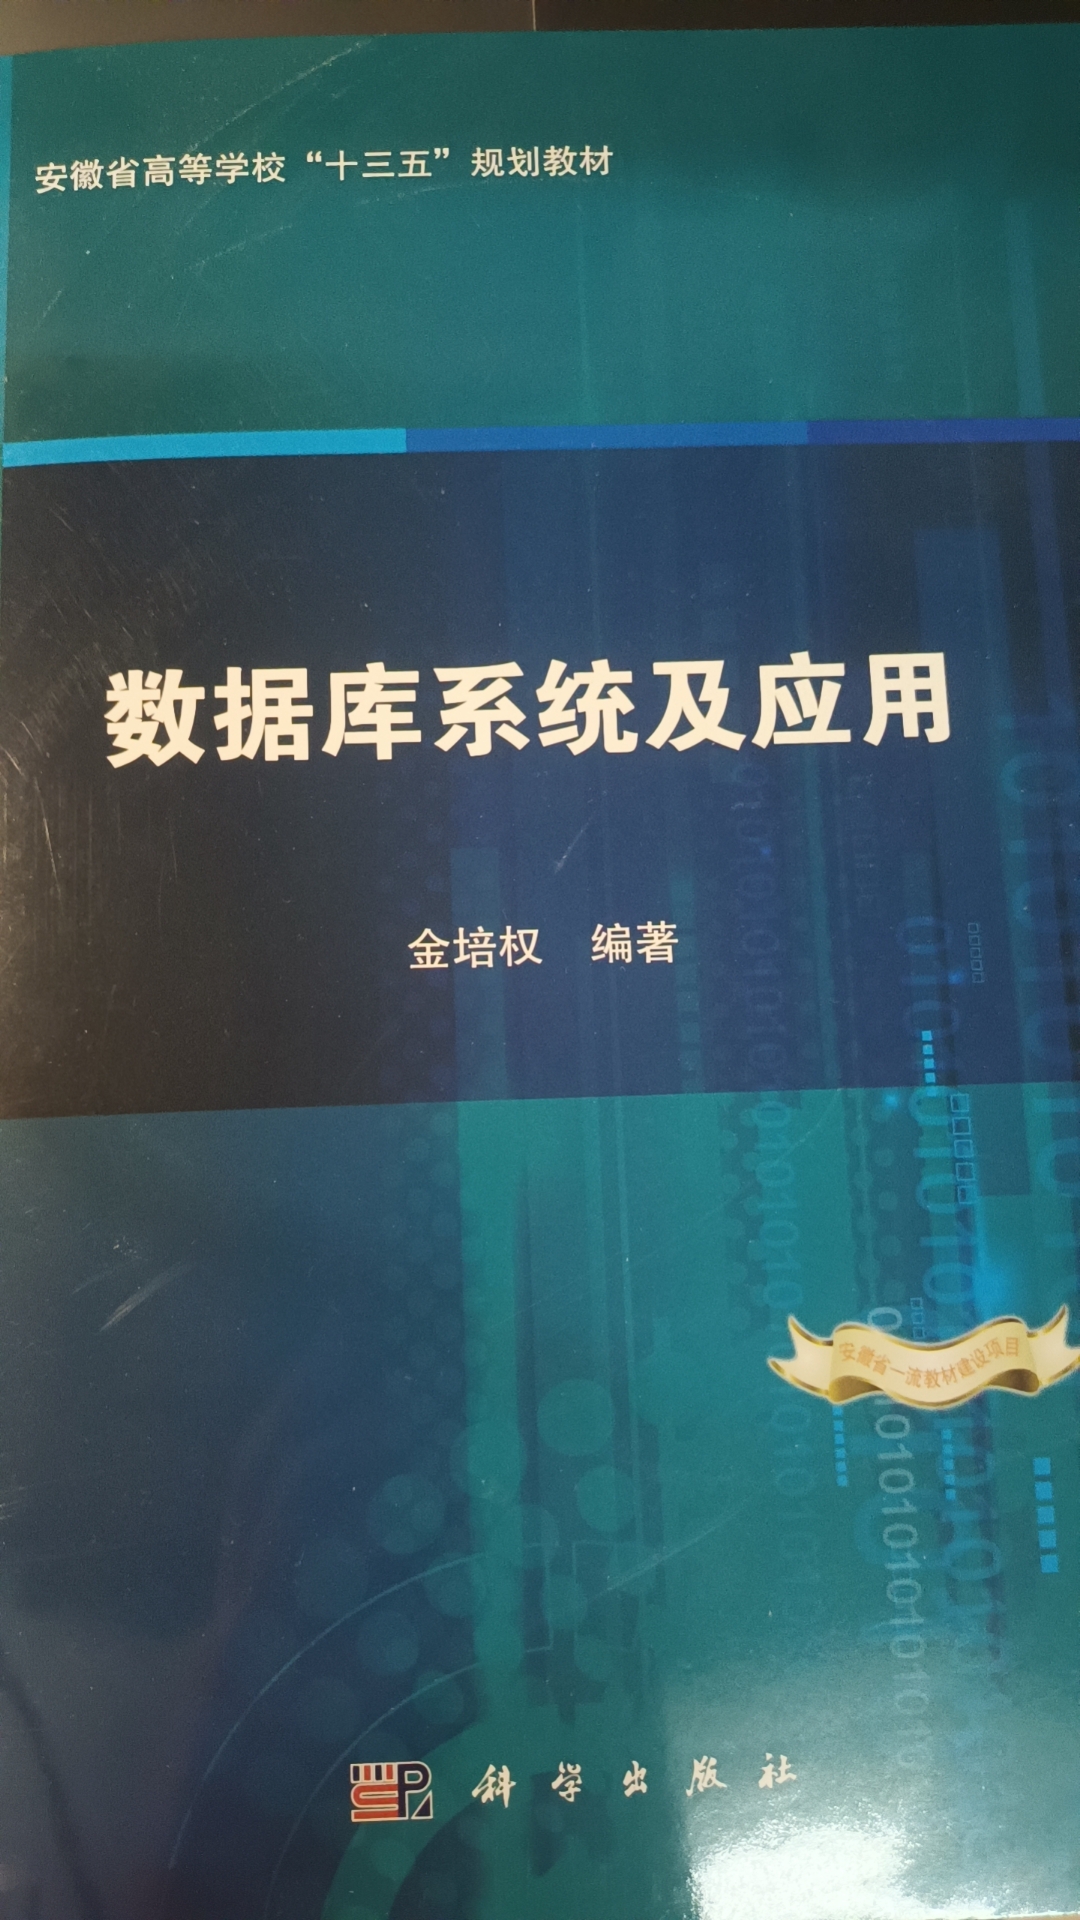 安徽省高等学校“十三五”规划教材
数据库系统及应用
金培权 编著
安徽省一流教材建设项目
科学出版社